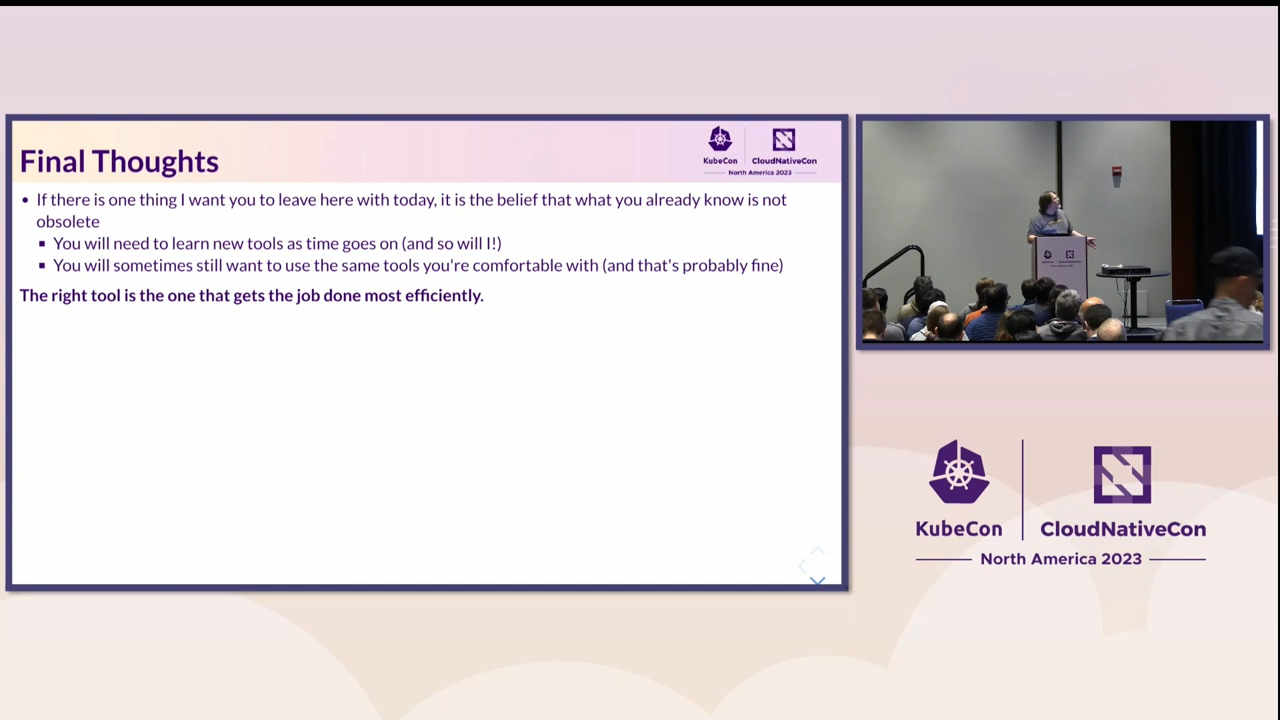 Final Thoughts
KubeCon
CloudNativeCon
North America 2023
• If there is one thing I want you to leave here with today, it is the belief that what you already know is not
obsolete
▪ You will need to learn new tools as time goes on (and so will I!)
▪ You will sometimes still want to use the same tools you're comfortable with (and that's probably fine)
The right tool is the one that gets the job done most efficiently.
KubeCon
CloudNativeCon
North America 2023